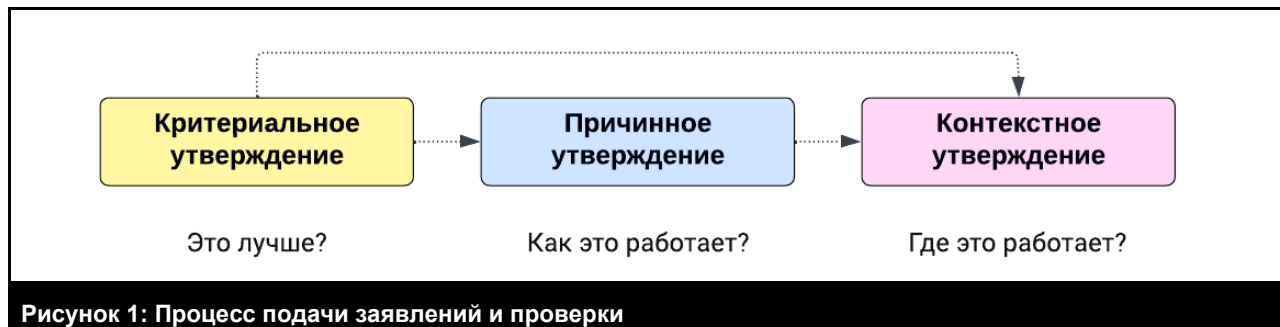 Критериальное
утверждение
Причинное
утверждение
Контекстное
утверждение
Это лучше?
Как это работает?
Где это работает?
Рисунок 1: Процесс подачи заявлений и проверки